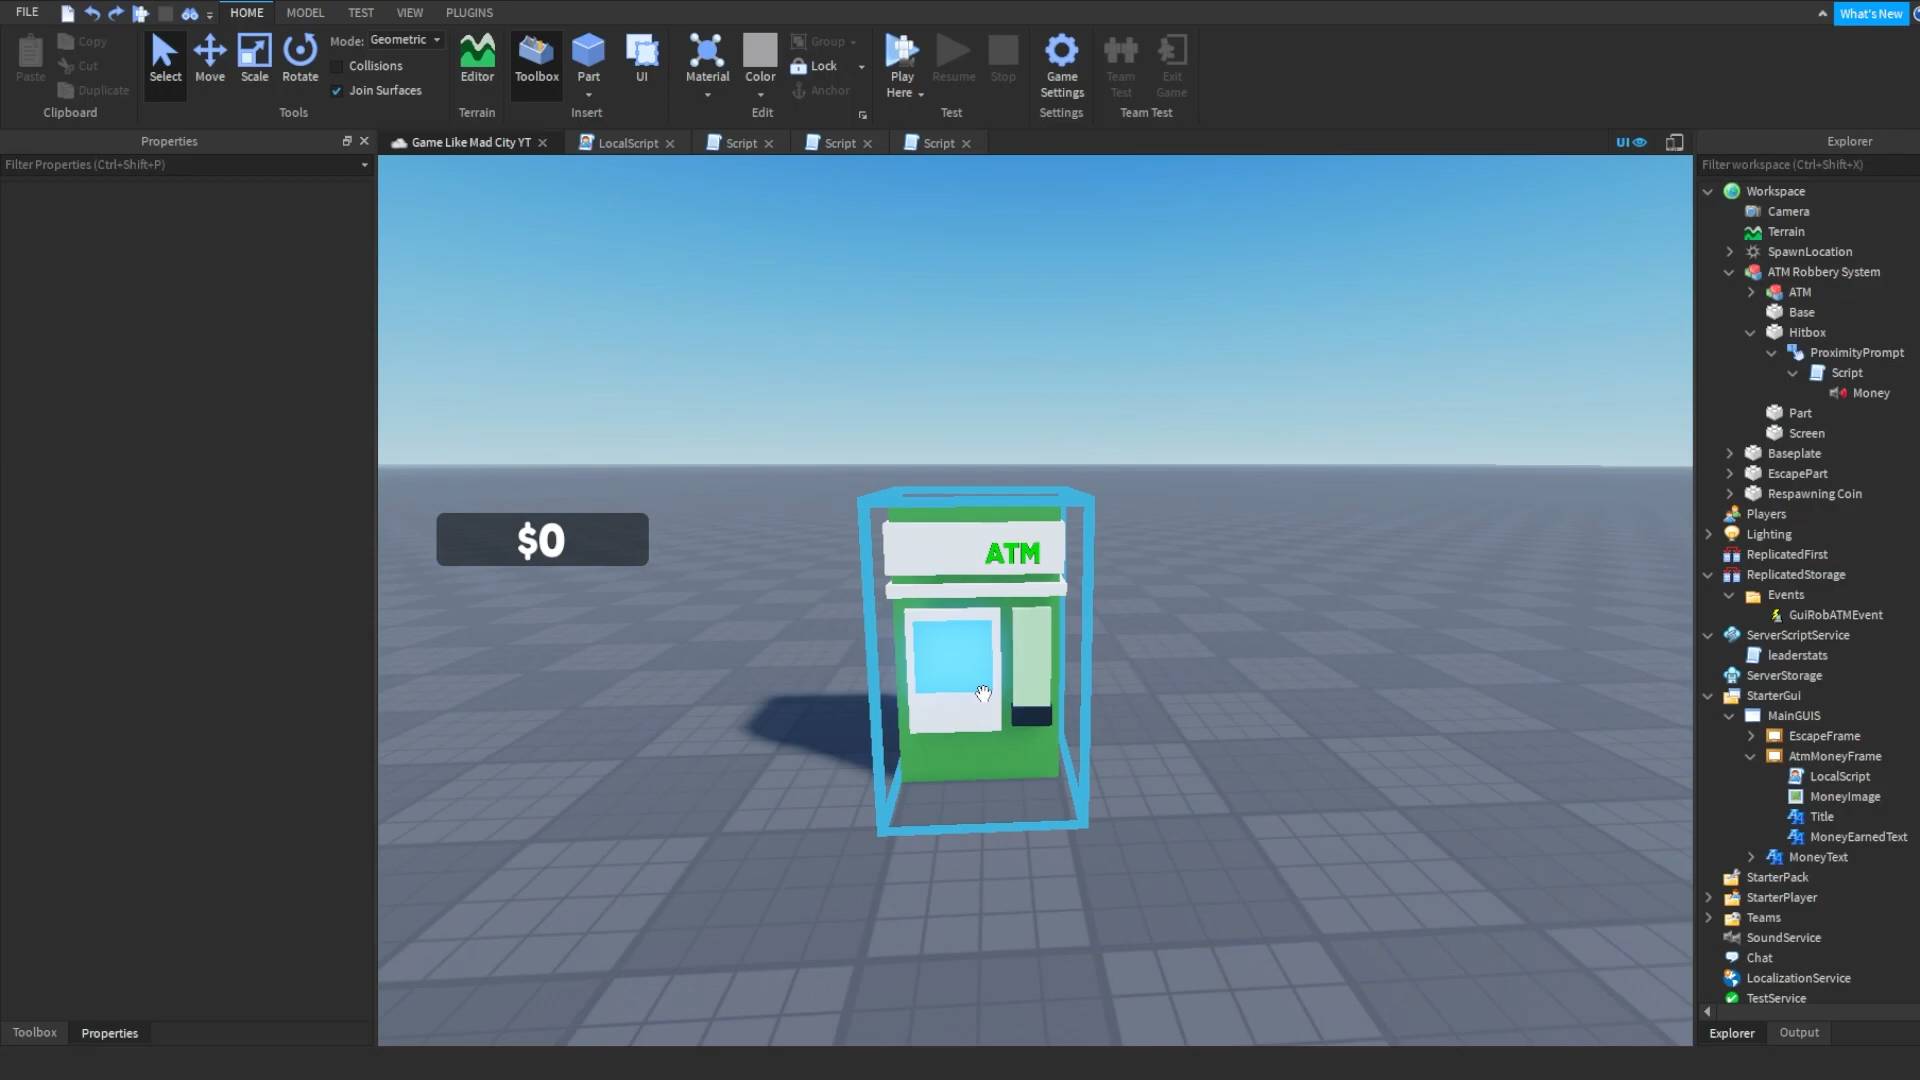 FILE
HOME
MODEL
TEST
VIEW
PLUGINS
What's New
Paste
Copy
Cut
Duplicate
Clipboard
Select
Move
Scale
Rotate
Mode: Geometric
Collisions
Join Surfaces
Tools
Editor
Terrain
Toolbox
Part
UI
Insert
Material
Color
Group
Lock
Anchor
Edit
Play
Here
Resume
Stop
Test
Game
Settings
Settings
Team
Test
Exit
Game
Team Test
Properties
Filter Properties (Ctrl+Shift+P)
Game Like Mad City YT
LocalScript
Script
Script
Script
UI
Explorer
Filter workspace (Ctrl+Shift+X)
$0
ATM
Workspace
Camera
Terrain
SpawnLocation
ATM Robbery System
ATM
Base
Hitbox
ProximityPrompt
Script
Money
Part
Screen
Baseplate
EscapePart
Respawning Coin
Players
Lighting
ReplicatedFirst
ReplicatedStorage
Events
GuiRobATMEvent
ServerScriptService
leaderstats
ServerStorage
StarterGui
MainGUIS
EscapeFrame
AtmMoneyFrame
LocalScript
MoneyImage
Title
MoneyEarnedText
MoneyText
StarterPack
StarterPlayer
Teams
SoundService
Chat
LocalizationService
TestService
Toolbox
Properties
Explorer
Output